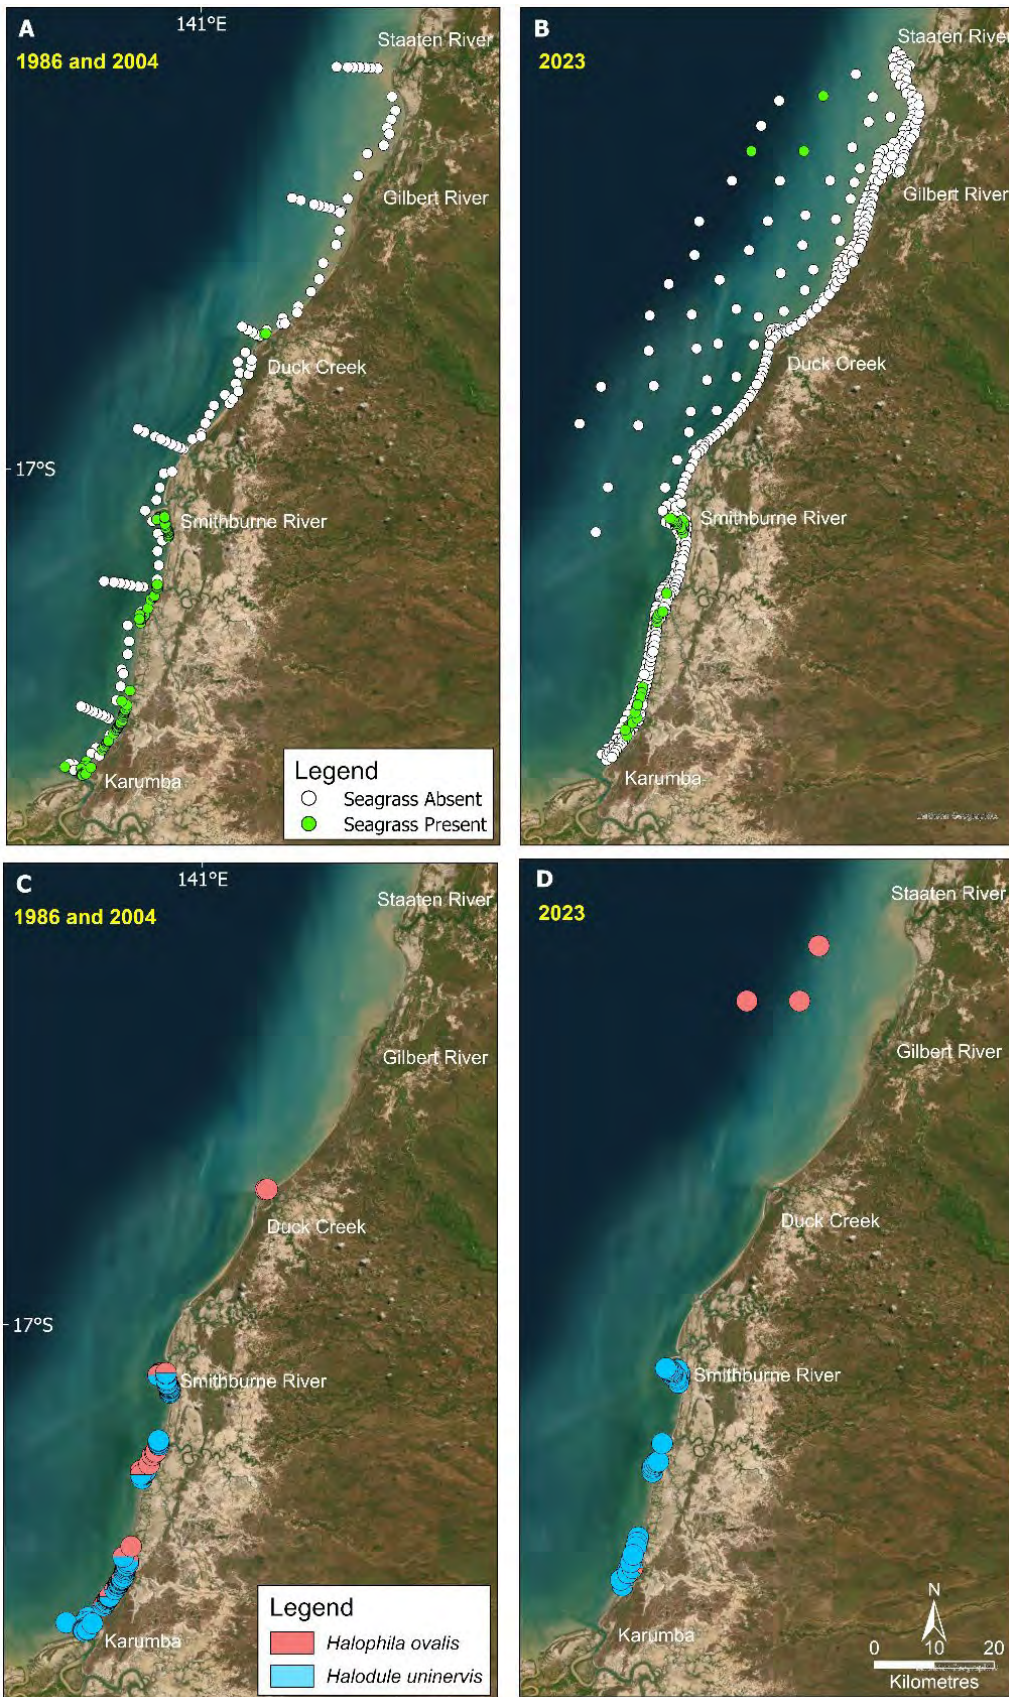 A
141°E
1986 and 2004
Staaten River
Gilbert River
Duck Creek
17°S
Smithburne River
Karumba
Legend
Seagrass Absent
Seagrass Present
B
2023
Staaten River
Gilbert River
Duck Creek
Smithburne River
Karumba
C
141°E
1986 and 2004
Staaten River
Gilbert River
Duck Creek
17°S
Smithburne River
Karumba
Legend
Halophila ovalis
Halodule uninervis
D
2023
Staaten River
Gilbert River
Duck Creek
Smithburne River
Karumba
N
0 10 20
Kilometres